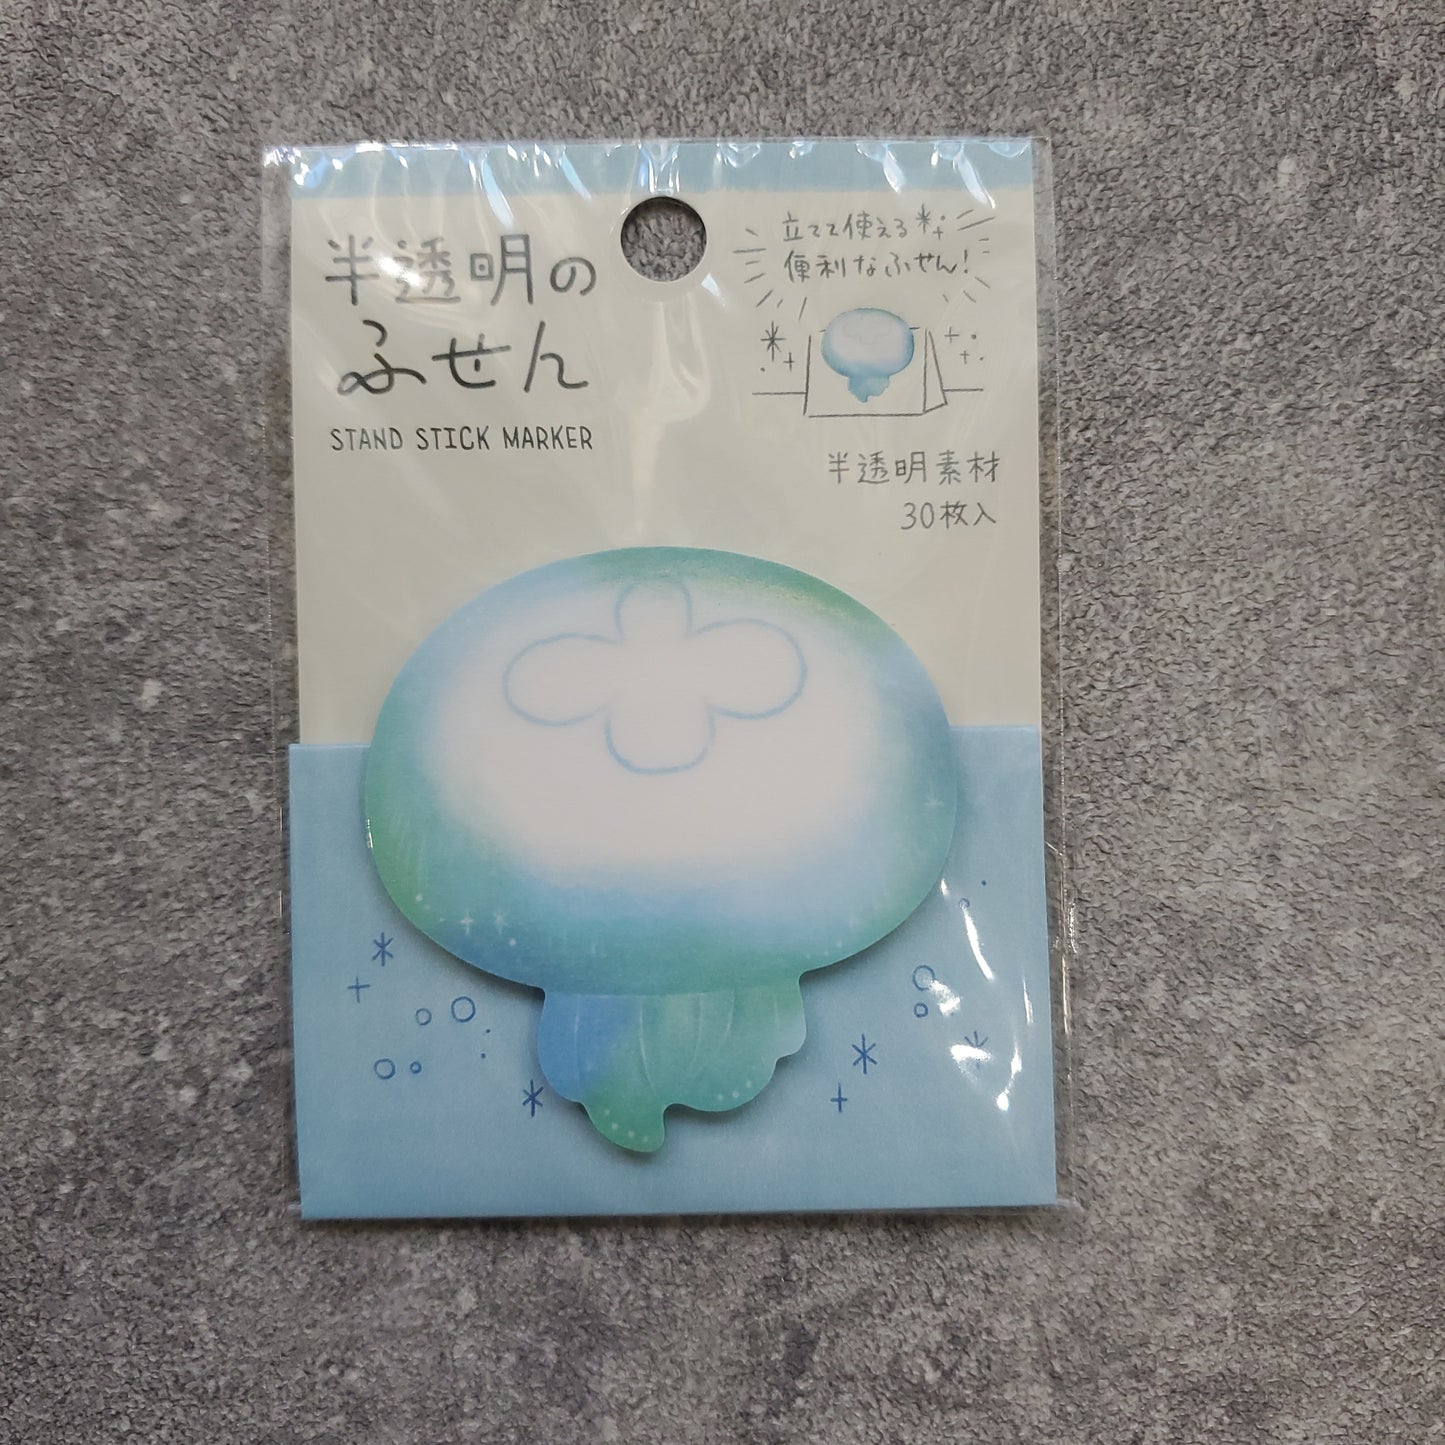 半透明の
ふせん
STAND STICK MARKER
立てて使える
便利なふせん!
半透明素材
30枚入